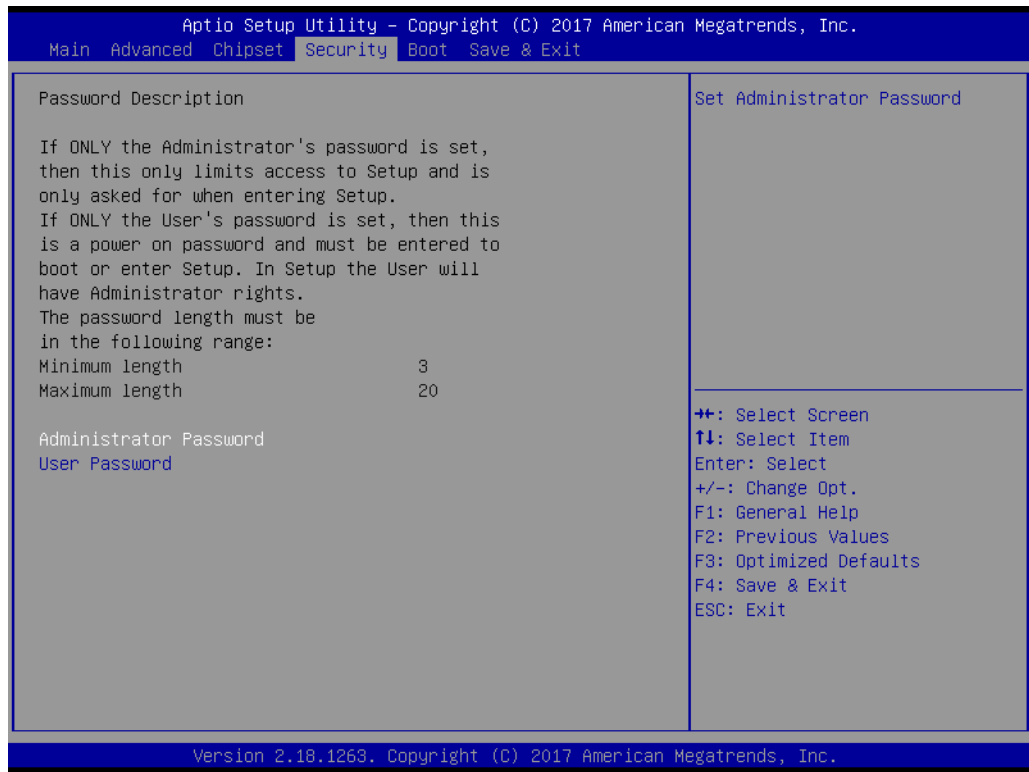 Aptio Setup Utility – Copyright (C) 2017 American Megatrends, Inc.
Main Advanced Chipset Security Boot Save & Exit
Password Description
If ONLY the Administrator's password is set,
then this only limits access to Setup and is
only asked for when entering Setup.
If ONLY the User's password is set, then this
is a power on password and must be entered to
boot or enter Setup. In Setup the User will
have Administrator rights.
The password length must be
in the following range:
Minimum length 3
Maximum length 20
Administrator Password
User Password
Set Administrator Password
→←: Select Screen
↑↓: Select Item
Enter: Select
+/-: Change Opt.
F1: General Help
F2: Previous Values
F3: Optimized Defaults
F4: Save & Exit
ESC: Exit
Version 2.18.1263. Copyright (C) 2017 American Megatrends, Inc.